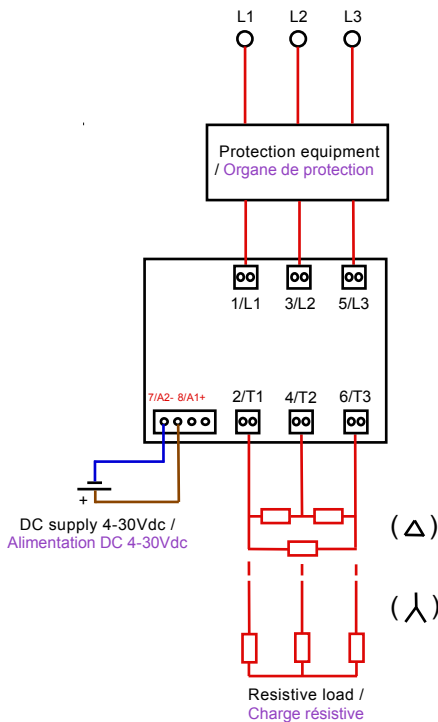 L1 L2 L3
Protection equipment
/ Organe de protection
1/L1 3/L2 5/L3
7/A2- 8/A1+ 2/T1 4/T2 6/T3
+
DC supply 4-30Vdc /
Alimentation DC 4-30Vdc
(Δ)
(⅄)
Resistive load /
Charge résistive